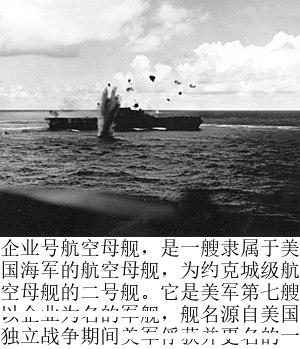 企业号航空母舰，是一艘隶属于美
国海军的航空母舰，为约克城级航
空母舰的二号舰。它是美军第七艘
以企业为名的军舰，舰名源自美国
独立战争期间美军俘获并更名的一